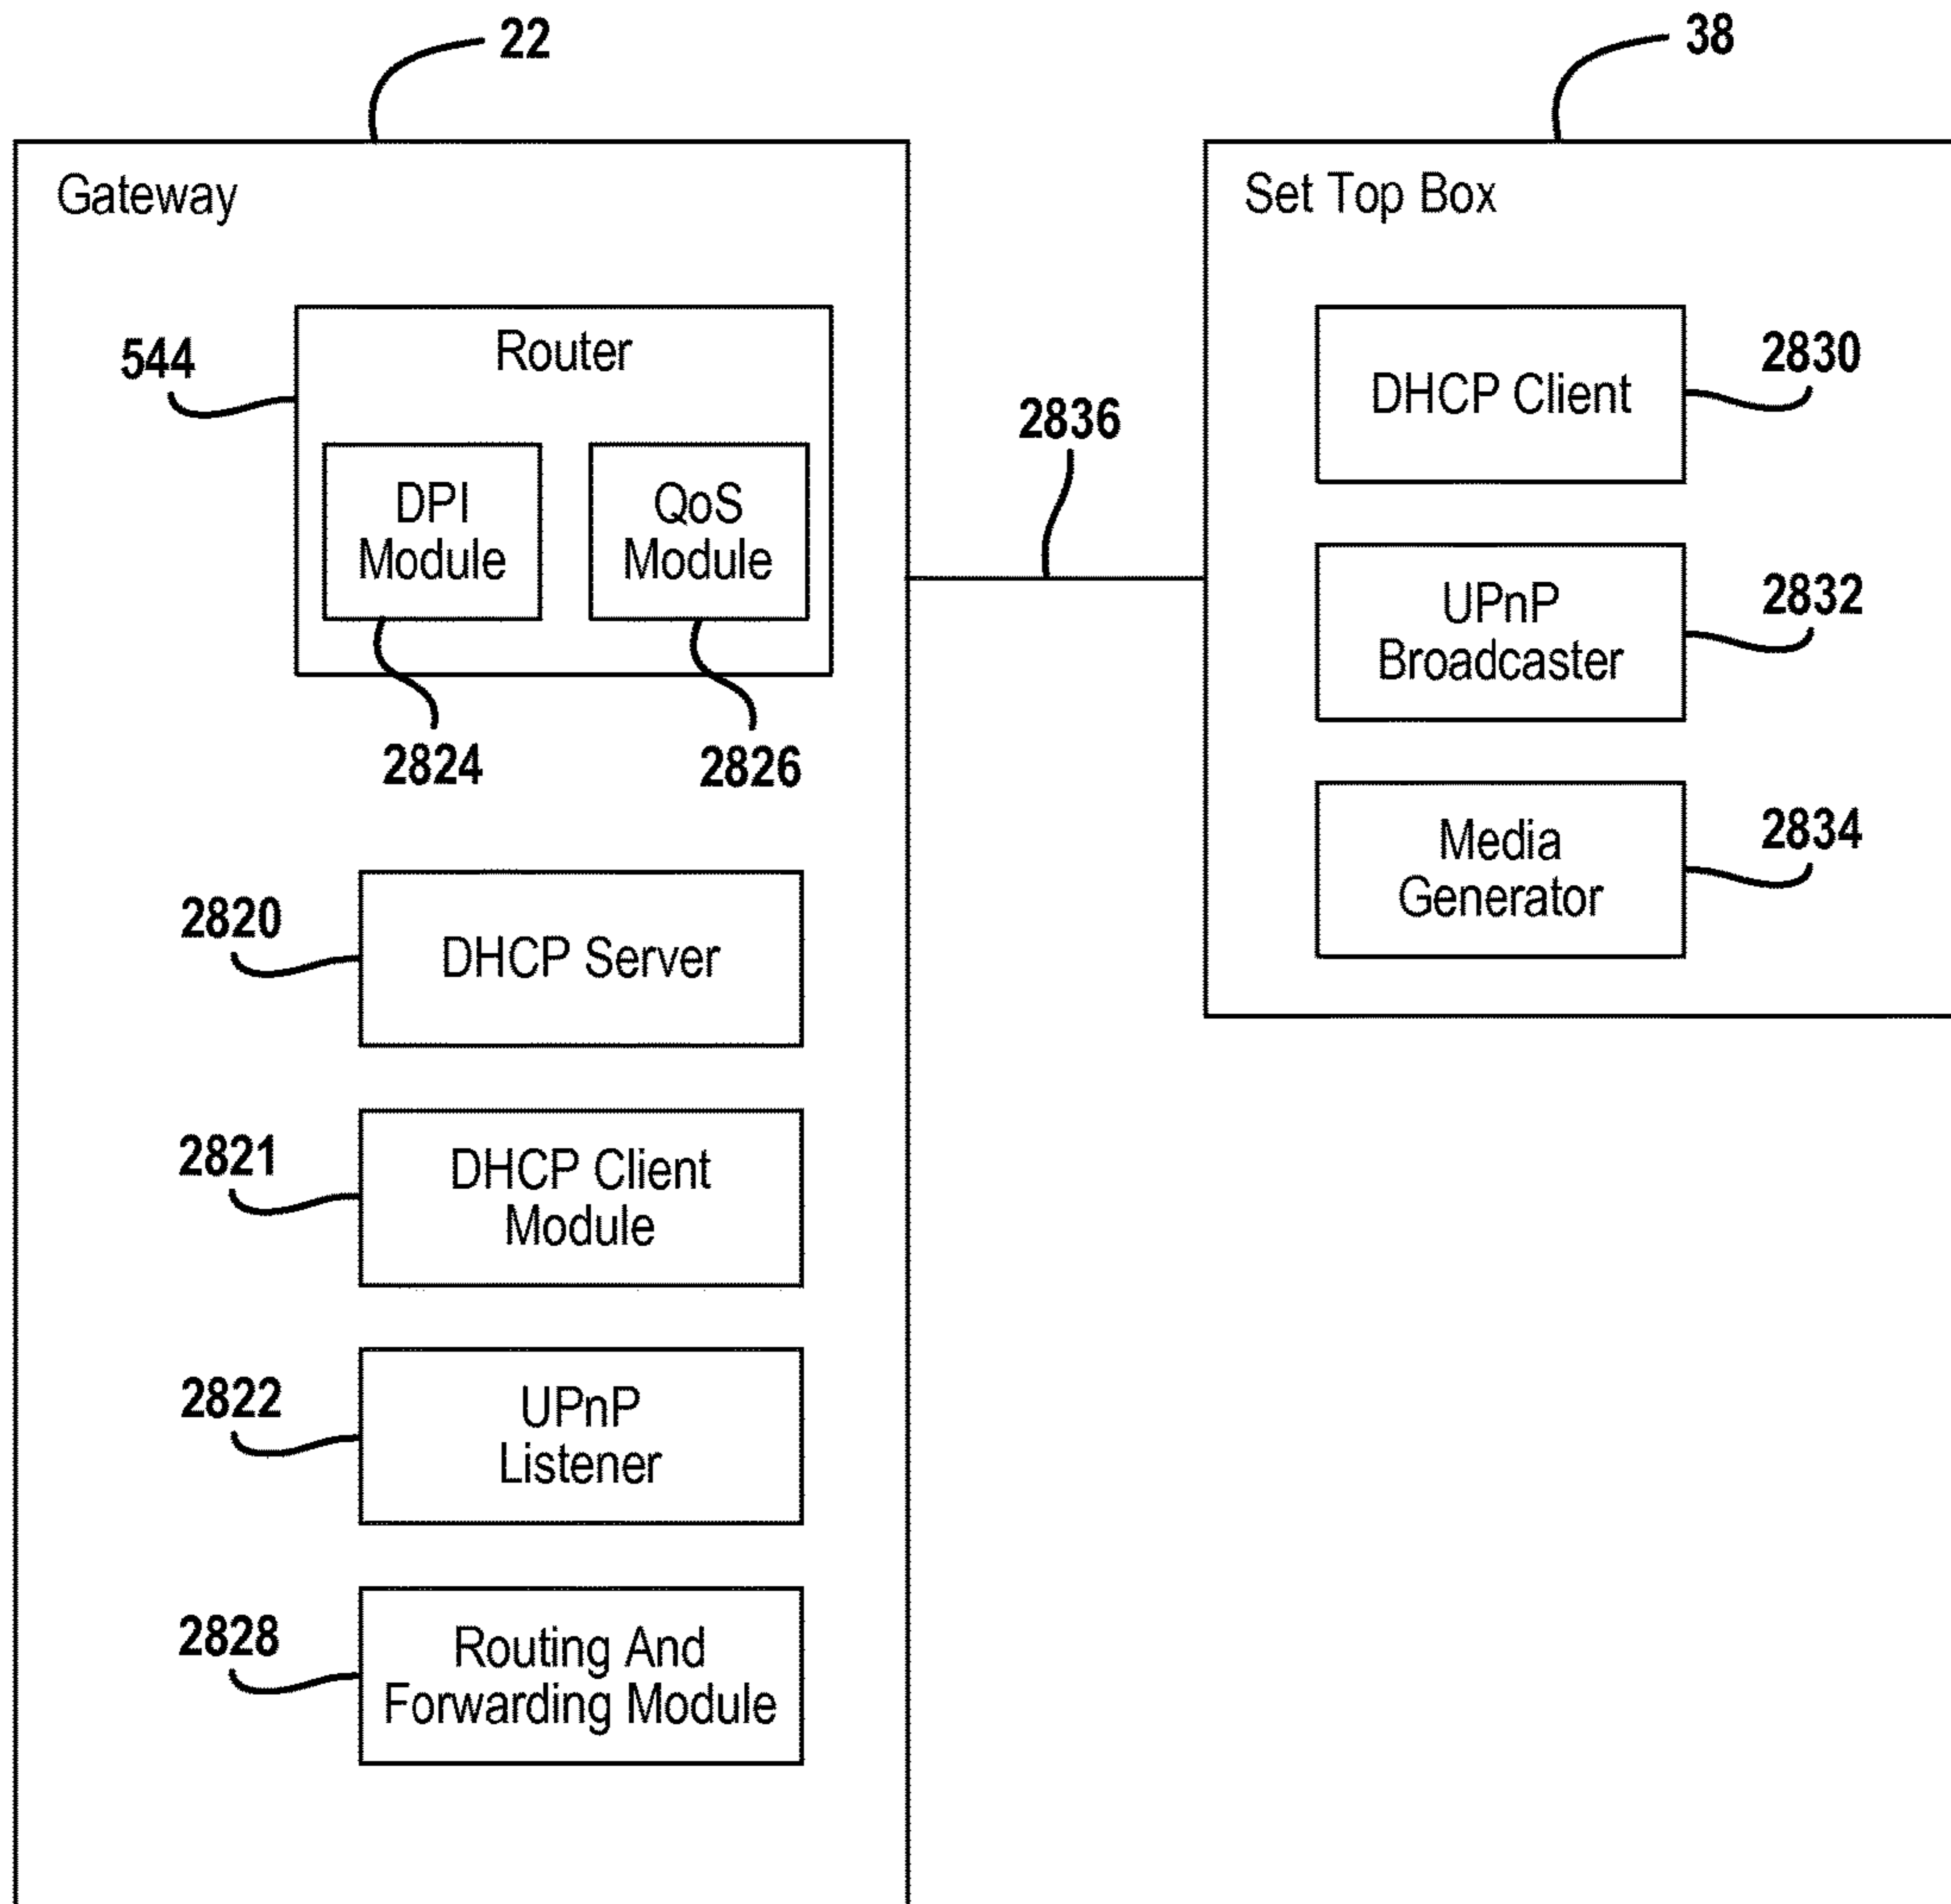 22
38
Gateway
Set Top Box
544
Router
DPI
Module
QoS
Module
2824
2826
2836
DHCP Client
2830
UPnP
Broadcaster
2832
Media
Generator
2834
2820
DHCP Server
2821
DHCP Client
Module
2822
UPnP
Listener
2828
Routing And
Forwarding Module